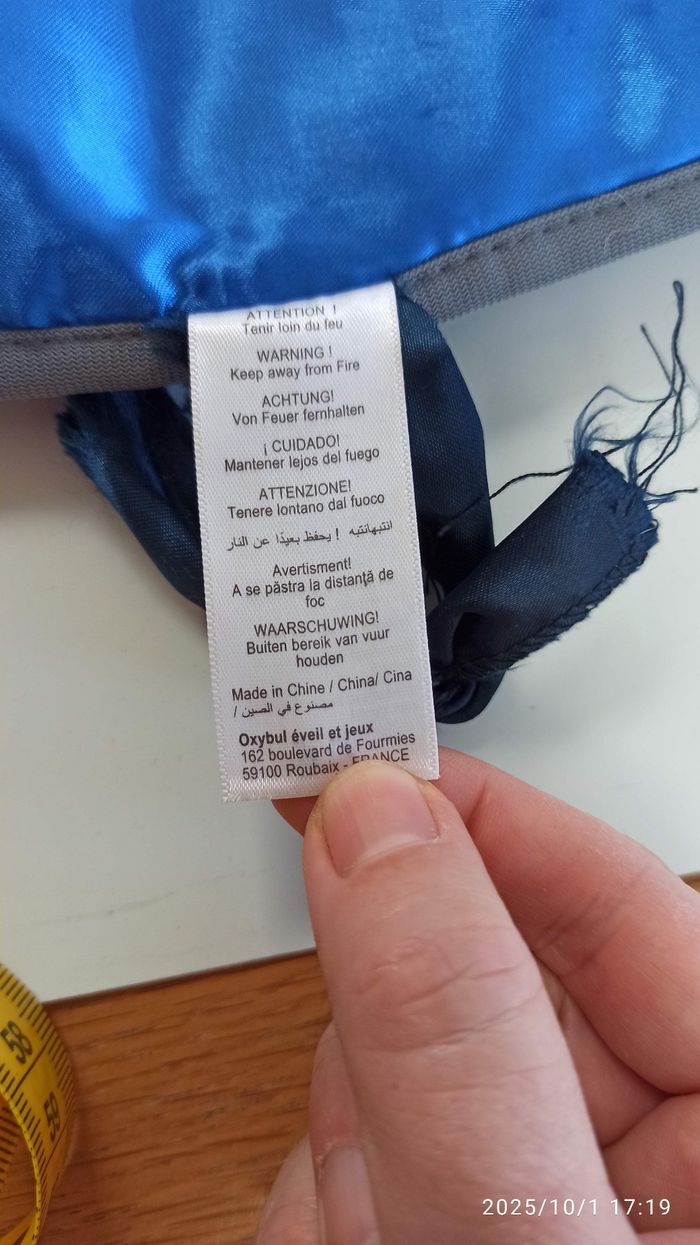 ATTENTION !
Tenir loin du feu
WARNING !
Keep away from Fire
ACHTUNG!
Von Feuer fernhalten
¡ CUIDADO!
Mantener lejos del fuego
ATTENZIONE!
Tenere lontano dal fuoco
انتبهانتبه ! يحفظ بعيدًا عن النار
Avertisment!
A se păstra la distanţă de
foc
WAARSCHUWING!
Buiten bereik van vuur
houden
Made in Chine / China/ Cina
/ مصنوع في الصين
Oxybul éveil et jeux
162 boulevard de Fourmies
59100 Roubaix - FRANCE
58
59
2025/10/1 17:19